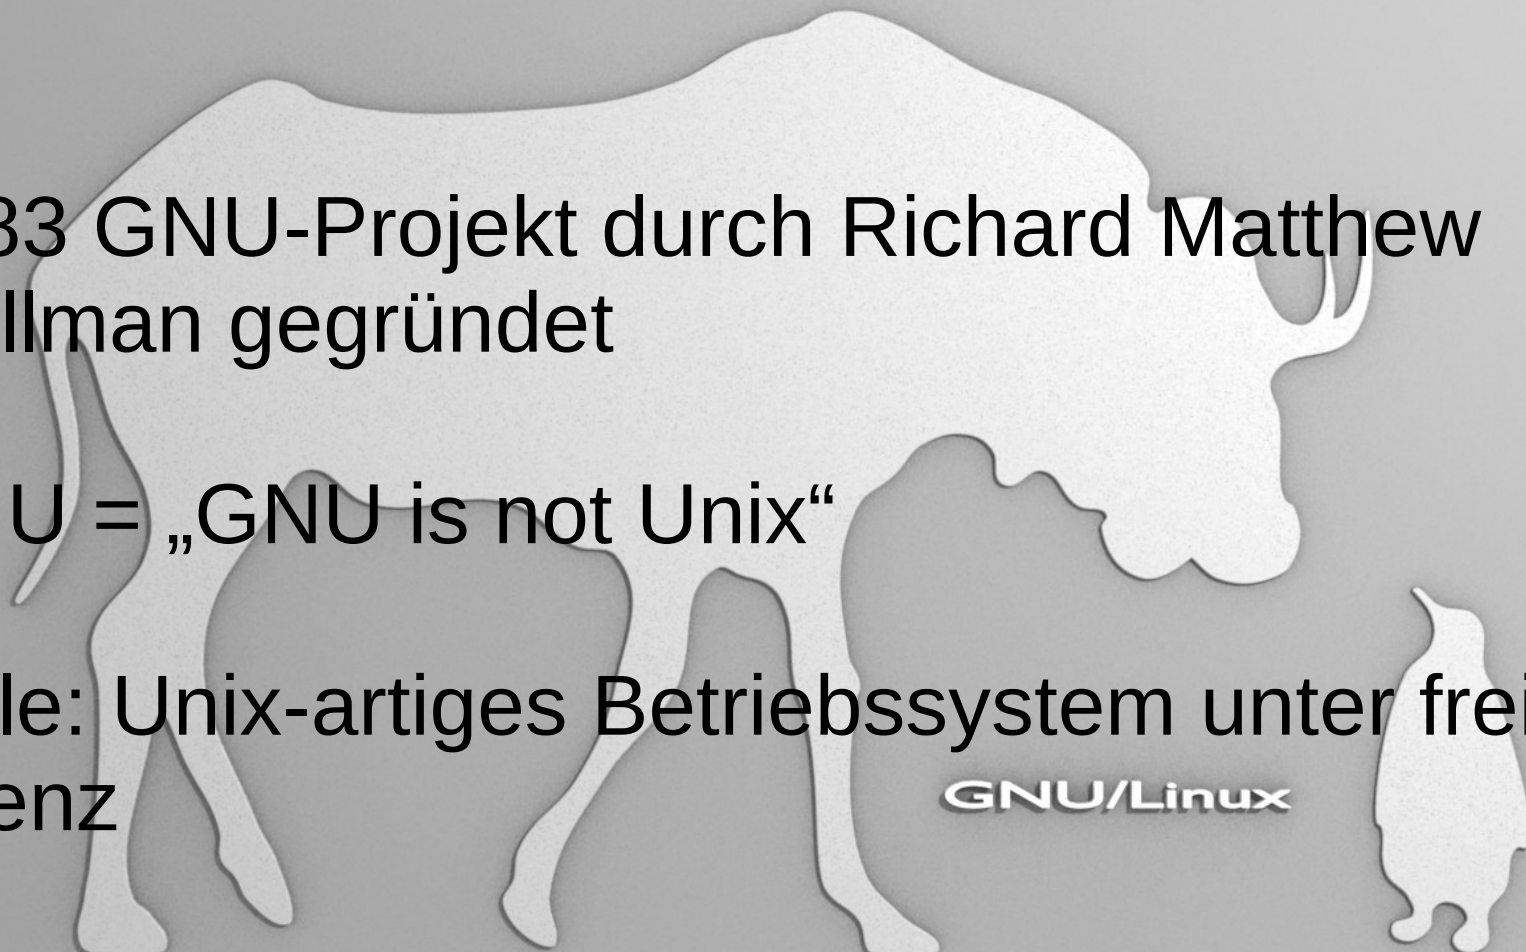 83 GNU-Projekt durch Richard Matthew
llman gegründet
U = „GNU is not Unix“
le: Unix-artiges Betriebssystem unter frei
enz
GNU/Linux